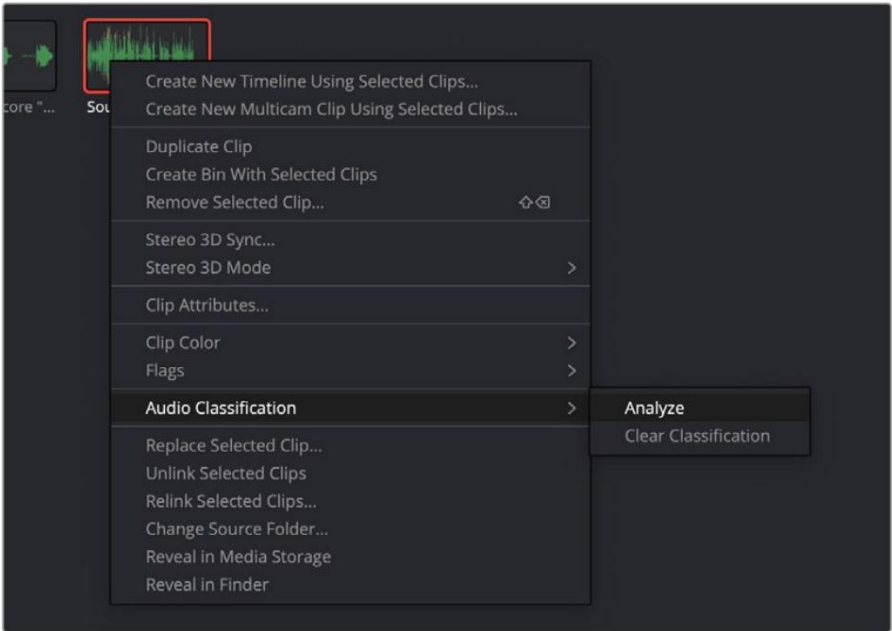 core "...
Sou
Create New Timeline Using Selected Clips...
Create New Multicam Clip Using Selected Clips...
Duplicate Clip
Create Bin With Selected Clips
Remove Selected Clip...
Stereo 3D Sync...
Stereo 3D Mode
Clip Attributes...
Clip Color
Flags
Audio Classification
Analyze
Clear Classification
Replace Selected Clip...
Unlink Selected Clips
Relink Selected Clips...
Change Source Folder...
Reveal in Media Storage
Reveal in Finder